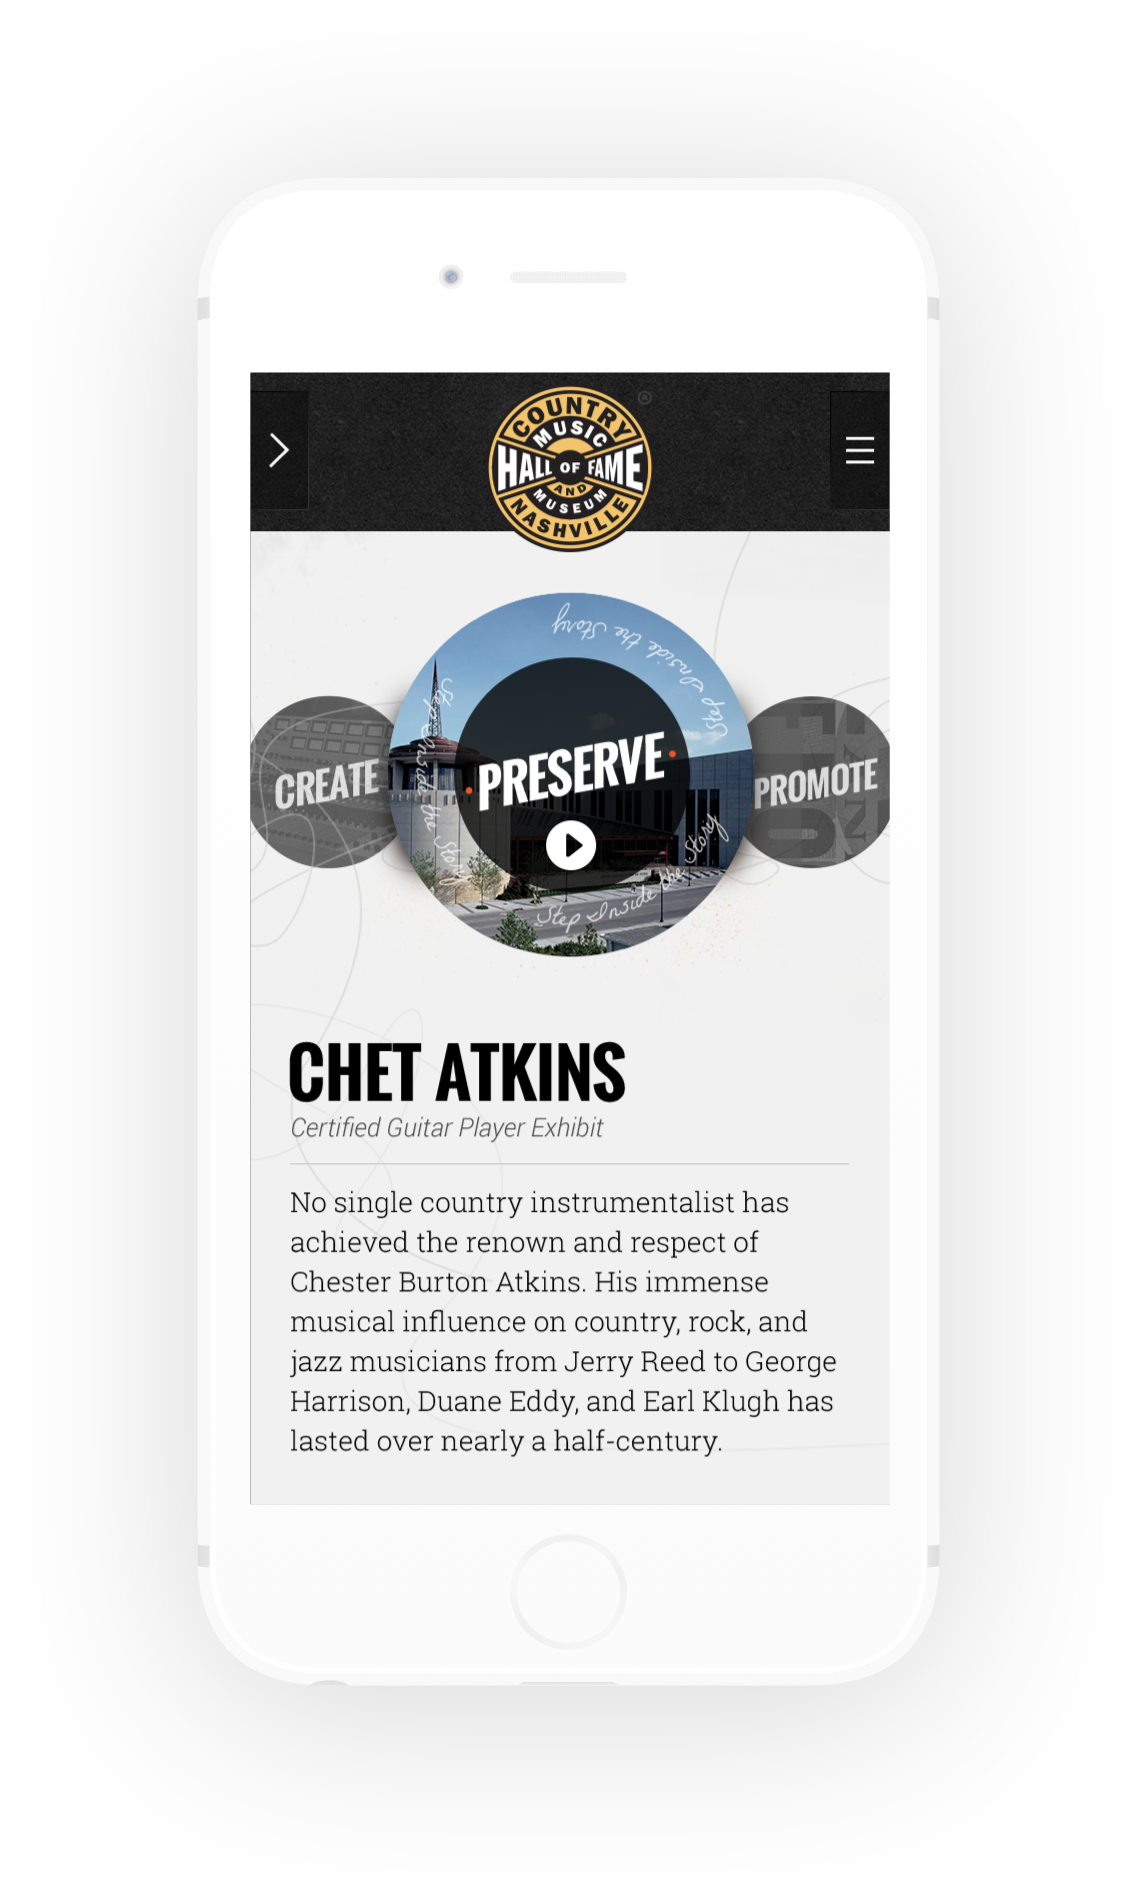 COUNTRY
MUSIC
HALL OF FAME
AND
MUSEUM
NASHVILLE
®
Step Inside the Story
Step Inside the Story
Step Inside the Story
CREATE
PRESERVE
PROMOTE
CHET ATKINS
Certified Guitar Player Exhibit
No single country instrumentalist has
achieved the renown and respect of
Chester Burton Atkins. His immense
musical influence on country, rock, and
jazz musicians from Jerry Reed to George
Harrison, Duane Eddy, and Earl Klugh has
lasted over nearly a half-century.